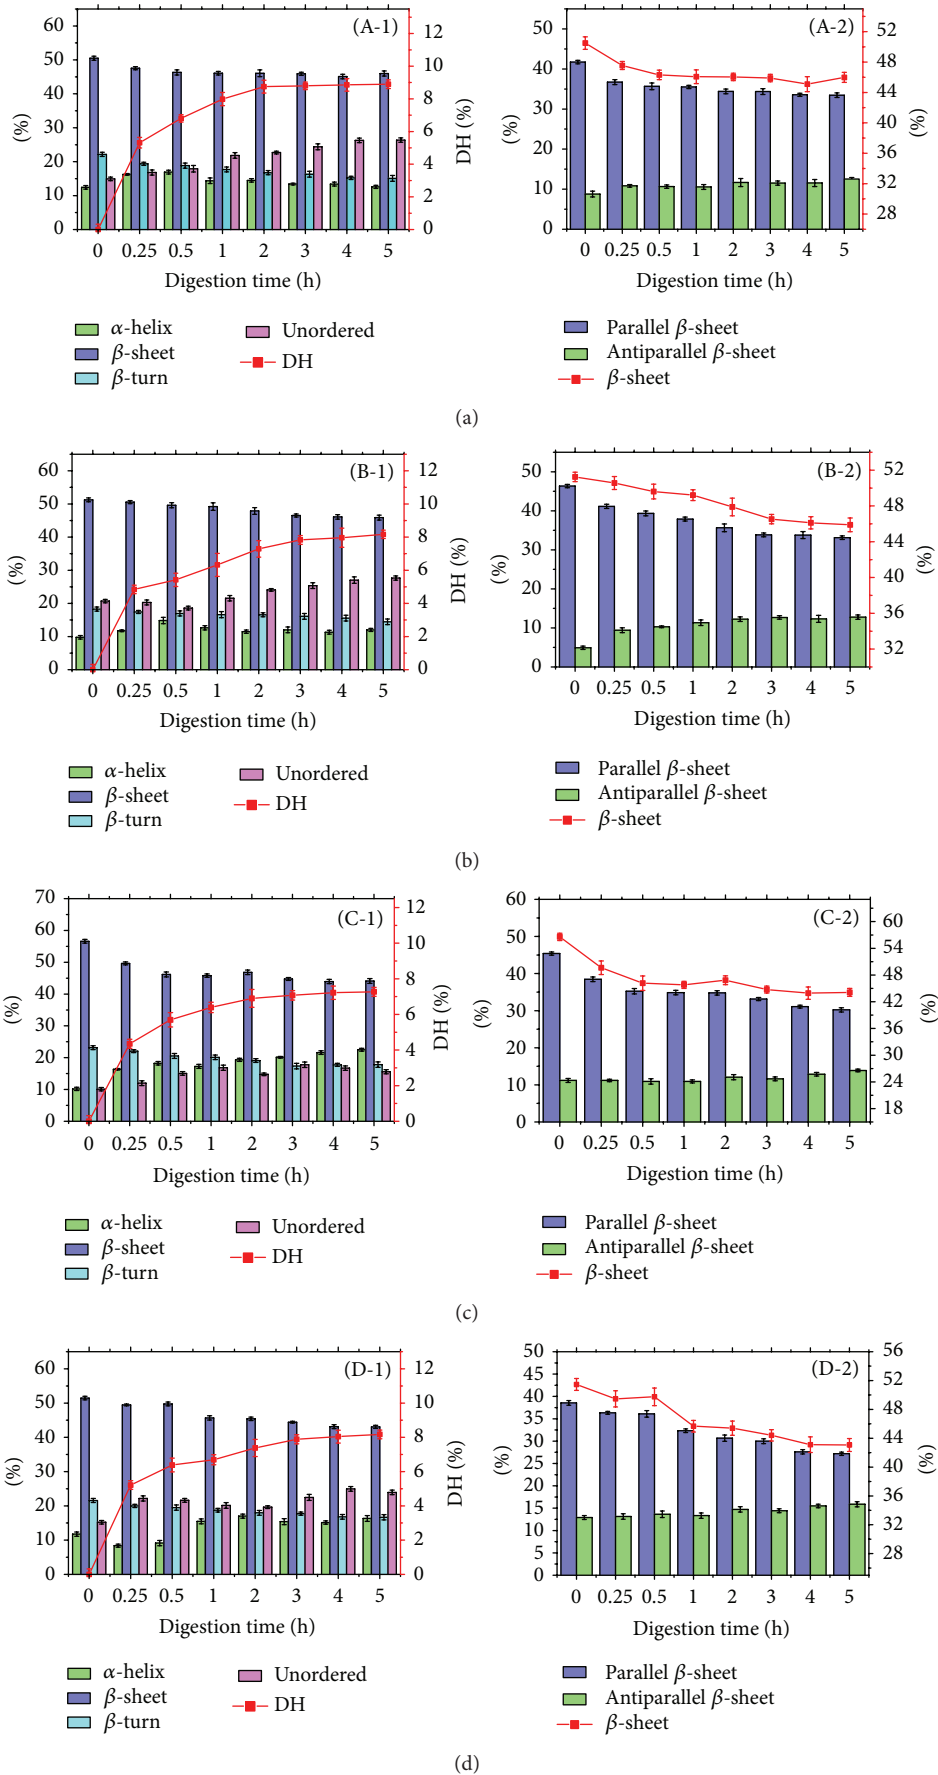 (A-1)
60
50
40
30
20
10
0
(%)
12
10
8
6
4
2
0
DH (%)
0 0.25 0.5 1 2 3 4 5
Digestion time (h)
α-helix
β-sheet
β-turn
Unordered
DH
(A-2)
50
40
30
20
10
0
(%)
52
48
44
40
36
32
28
(%)
0 0.25 0.5 1 2 3 4 5
Digestion time (h)
Parallel β-sheet
Antiparallel β-sheet
β-sheet
(a)
(B-1)
60
50
40
30
20
10
0
(%)
12
10
8
6
4
2
0
DH (%)
0 0.25 0.5 1 2 3 4 5
Digestion time (h)
α-helix
β-sheet
β-turn
Unordered
DH
(B-2)
50
40
30
20
10
0
(%)
52
48
44
40
36
32
(%)
0 0.25 0.5 1 2 3 4 5
Digestion time (h)
Parallel β-sheet
Antiparallel β-sheet
β-sheet
(b)
(C-1)
70
60
50
40
30
20
10
0
(%)
12
10
8
6
4
2
0
DH (%)
0 0.25 0.5 1 2 3 4 5
Digestion time (h)
α-helix
β-sheet
β-turn
Unordered
DH
(C-2)
60
50
40
30
20
10
0
(%)
60
54
48
42
36
30
24
18
(%)
0 0.25 0.5 1 2 3 4 5
Digestion time (h)
Parallel β-sheet
Antiparallel β-sheet
β-sheet
(c)
(D-1)
60
50
40
30
20
10
0
(%)
12
10
8
6
4
2
0
DH (%)
0 0.25 0.5 1 2 3 4 5
Digestion time (h)
α-helix
β-sheet
β-turn
Unordered
DH
(D-2)
50
45
40
35
30
25
20
15
10
5
0
(%)
56
52
48
44
40
36
32
28
(%)
0 0.25 0.5 1 2 3 4 5
Digestion time (h)
Parallel β-sheet
Antiparallel β-sheet
β-sheet
(d)